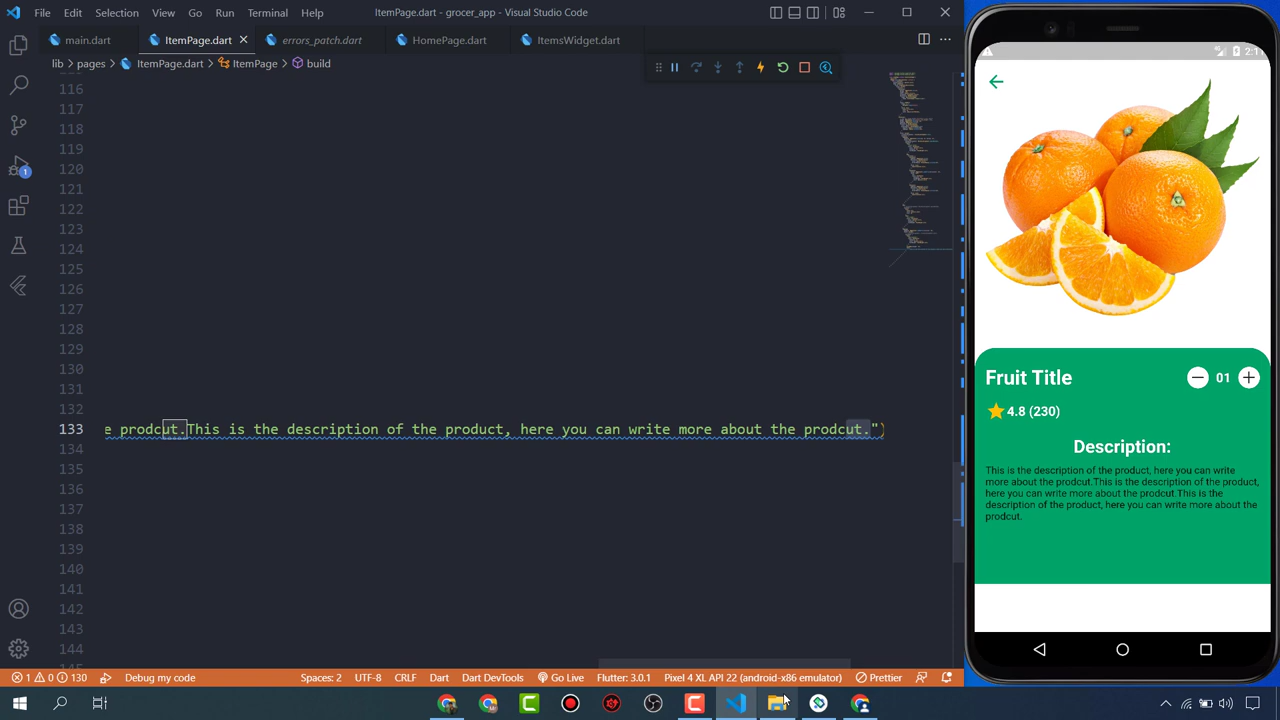 File Edit Selection View Go Run Terminal Help ItemPage.dart - grocer_app - Visual Studio Code
main.dart ItemPage.dart errors_patch.dart CartPage.dart ItemsWidget.dart
lib > pages > ItemPage.dart > ItemPage > build
116
117
118
119
120
121
122
123
124
125
126
127
128
129
130
131
132
133 e prodcut.This is the description of the product, here you can write more about the prodcut.")
134
135
136
137
138
139
140
141
142
143
144
145
1
1 0 130 Debug my code Spaces: 2 UTF-8 CRLF Dart Dart DevTools Go Live Flutter: 3.0.1 Pixel 4 XL API 22 (android-x86 emulator) Prettier
4G 2:1
Fruit Title 01
4.8 (230)
Description:
This is the description of the product, here you can write
more about the prodcut.This is the description of the product,
here you can write more about the prodcut.This is the
description of the product, here you can write more about the
prodcut.